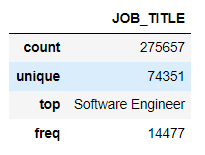 JOB_TITLE
count 275657
unique 74351
top Software Engineer
freq 14477